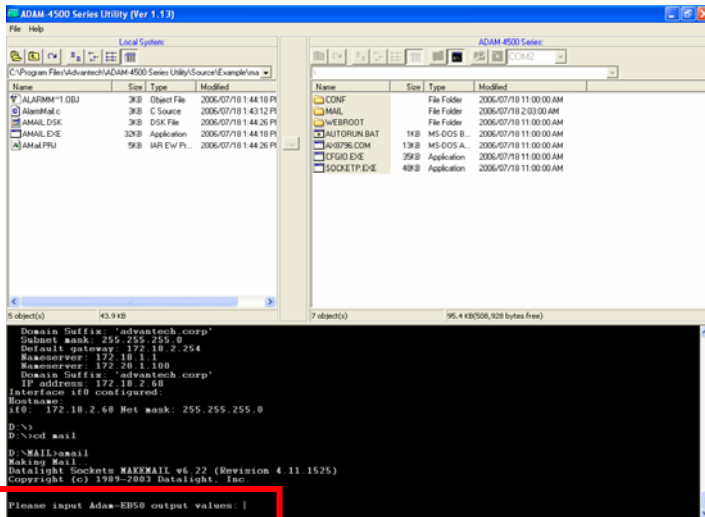 ADAM-4500 Series Utility (Ver 1.13)
File Help
Local System:
C:\Program Files\Advantech\ADAM-4500 Series Utility\Source\Example\ma
Name Size Type Modified
ALARMM~1.OBJ 3KB Object File 2006/07/18 1:44:18 PM
AlarmMail.c 3KB C Source 2006/07/18 1:43:12 PM
AMAIL.DSK 3KB DSK File 2006/07/18 1:44:26 PM
AMAIL.EXE 32KB Application 2006/07/18 1:44:18 PM
AMail.PRJ 5KB IAR EW Pr... 2006/07/18 1:44:26 PM
5 object(s) 43.9 KB
ADAM-4500 Series:
COM2
\
Name Size Type Modified
CONF File Folder 2006/07/18 11:00:00 AM
MAIL File Folder 2006/07/18 2:03:00 AM
WEBROOT File Folder 2006/07/18 11:00:00 AM
AUTORUN.BAT 1KB MS-DOS B... 2006/07/18 11:00:00 AM
AX8796.COM 13KB MS-DOS A... 2006/07/18 11:00:00 AM
CFGIO.EXE 35KB Application 2006/07/18 11:00:00 AM
SOCKETP.EXE 48KB Application 2006/07/18 11:00:00 AM
7 object(s) 95.4 KB(508,928 bytes free)
Domain Suffix: 'advantech.corp'
Subnet mask: 255.255.255.0
Default gateway: 172.18.2.254
Nameserver: 172.18.1.1
Nameserver: 172.20.1.100
Domain Suffix: 'advantech.corp'
IP address: 172.18.2.68
Interface if0 configured:
Hostname:
if0: 172.18.2.68 Net mask: 255.255.255.0
D:\>
D:\>cd mail
D:\MAIL>amail
Making Mail..
Datalight Sockets MAKEMAIL v6.22 (Revision 4.11.1525)
Copyright (c) 1989-2003 Datalight, Inc.
Please input Adam-EB50 output values: